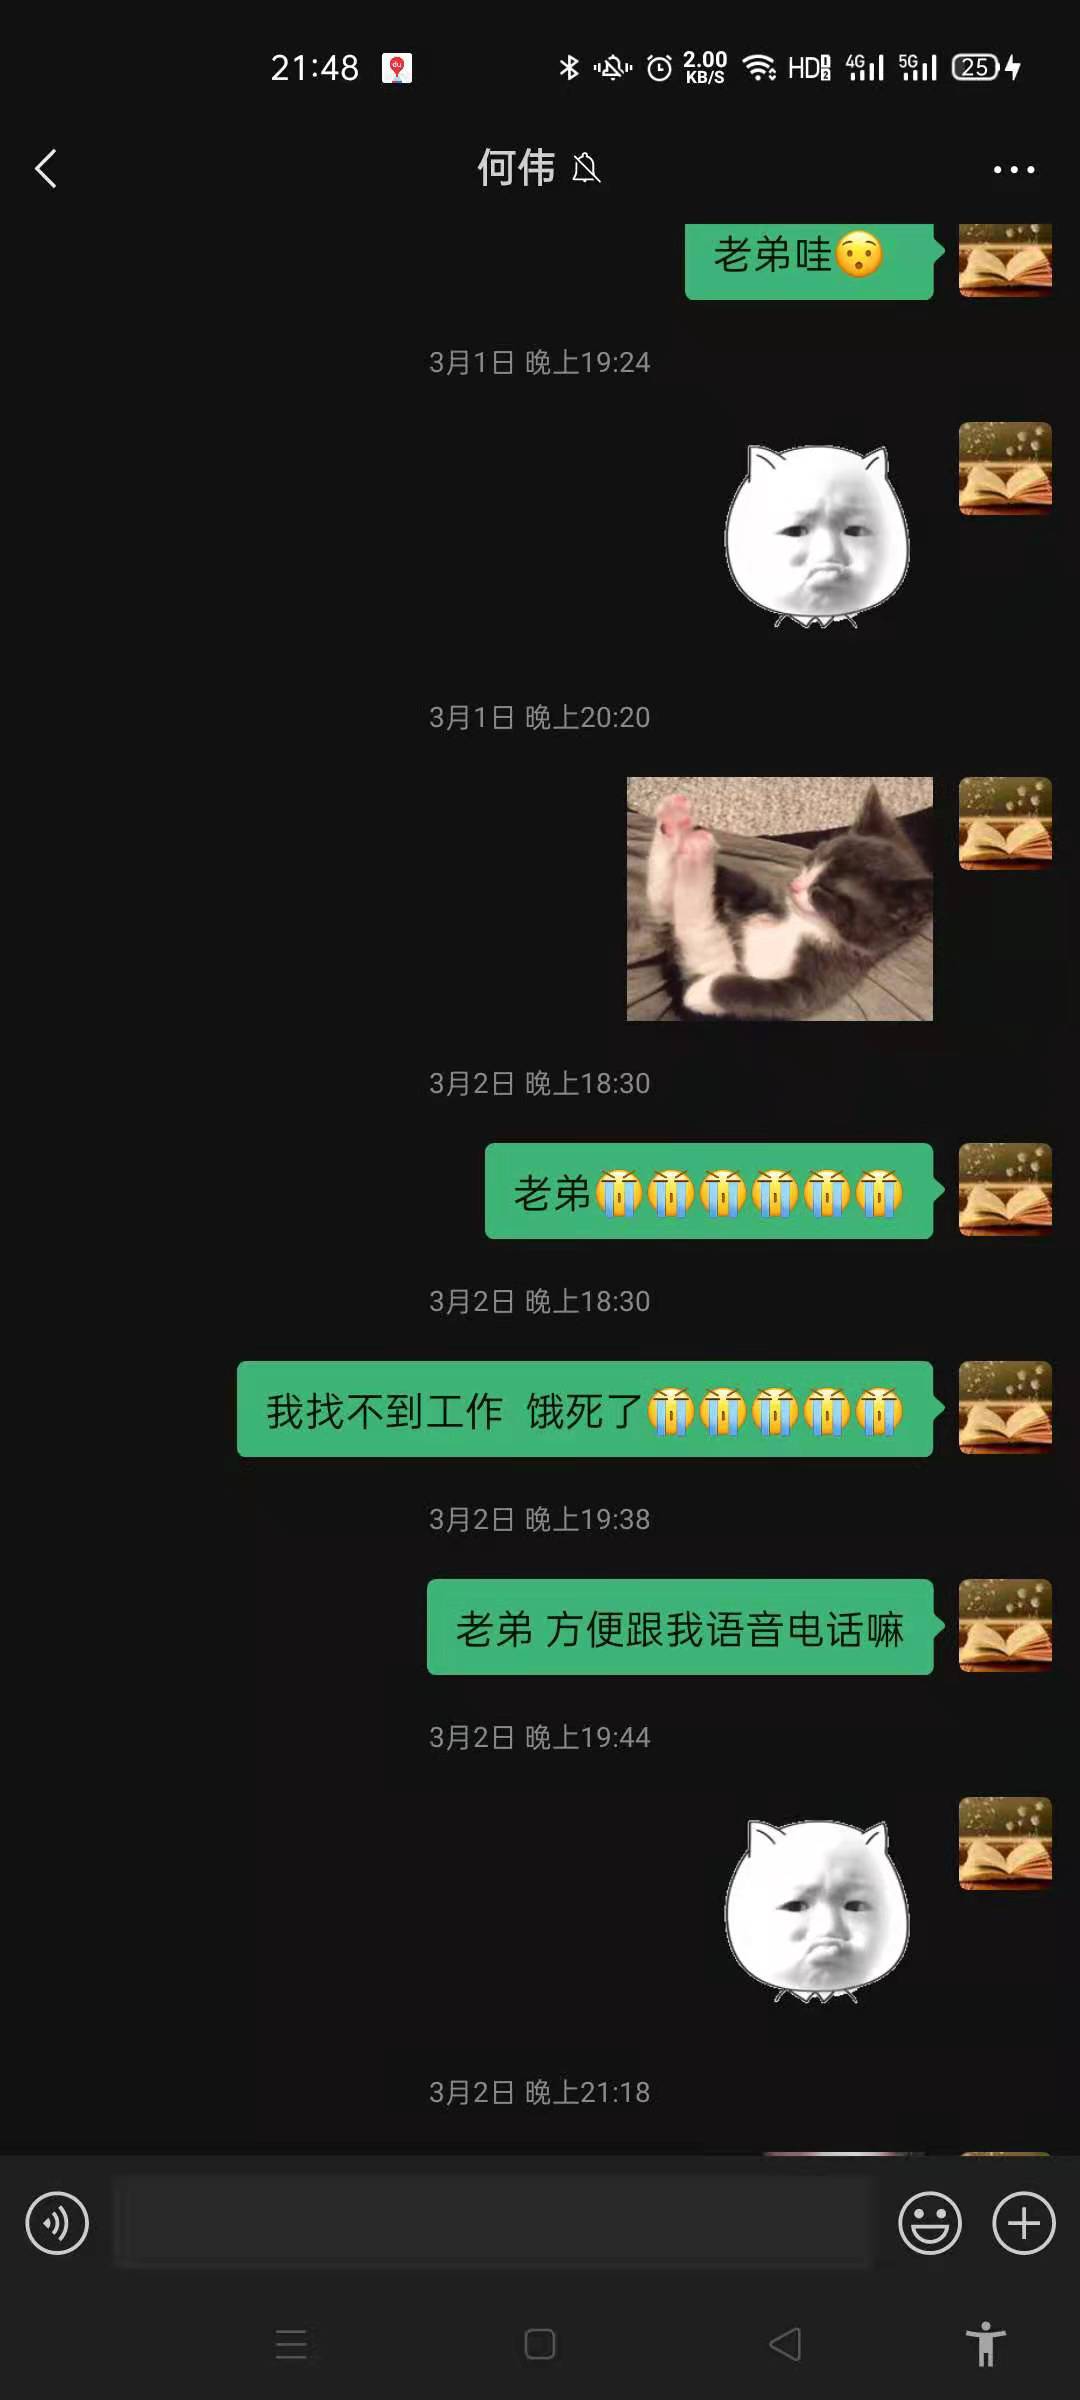 21:48
2.00
KB/S
HD
4G
5G
25
何伟
老弟哇😯
3月1日 晚上19:24
3月1日 晚上20:20
3月2日 晚上18:30
老弟😭😭😭😭😭😭
3月2日 晚上18:30
我找不到工作 饿死了😭😭😭😭😭
3月2日 晚上19:38
老弟 方便跟我语音电话嘛
3月2日 晚上19:44
3月2日 晚上21:18